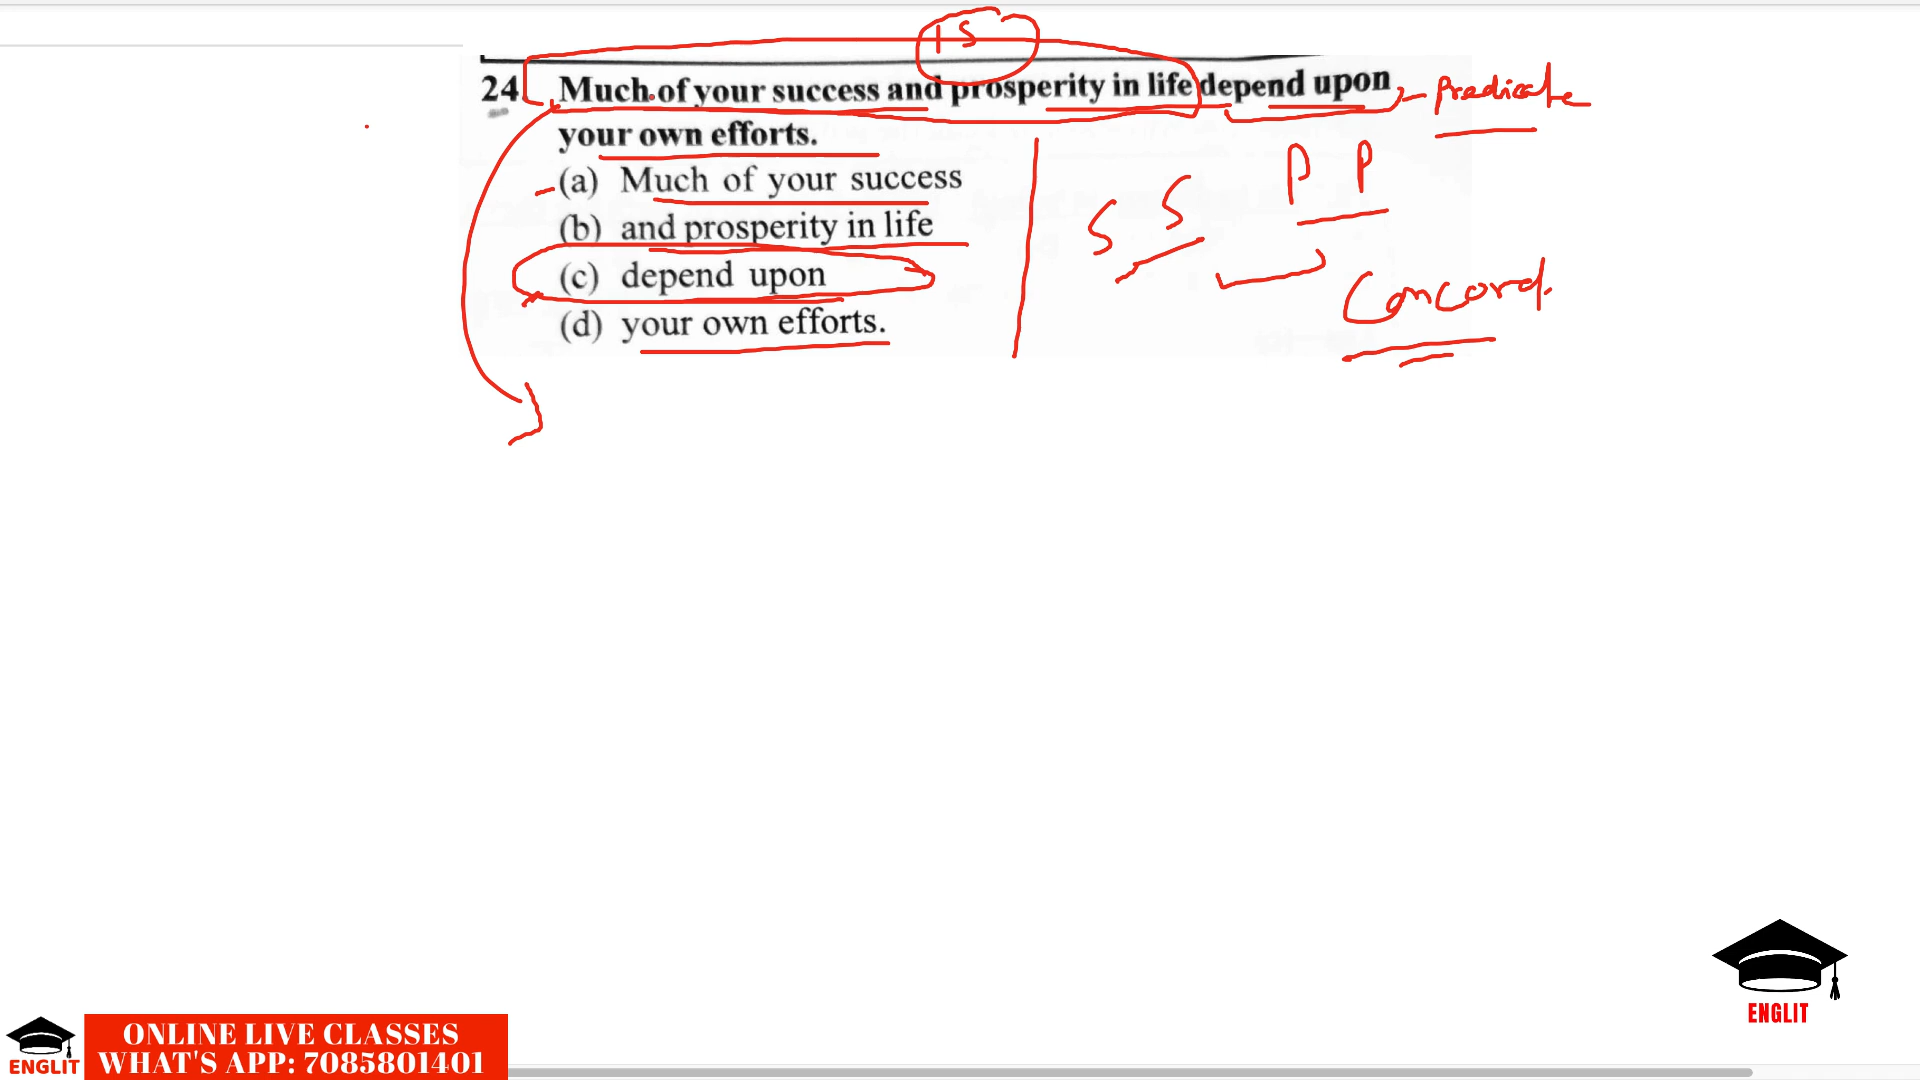 1 S
24. Much of your success and prosperity in life depend upon
your own efforts.
Predicate
(a) Much of your success
(b) and prosperity in life
(c) depend upon
(d) your own efforts.
S S P P
Concord.
ENGLIT
ENGLIT
ONLINE LIVE CLASSES
WHAT'S APP: 7085801401